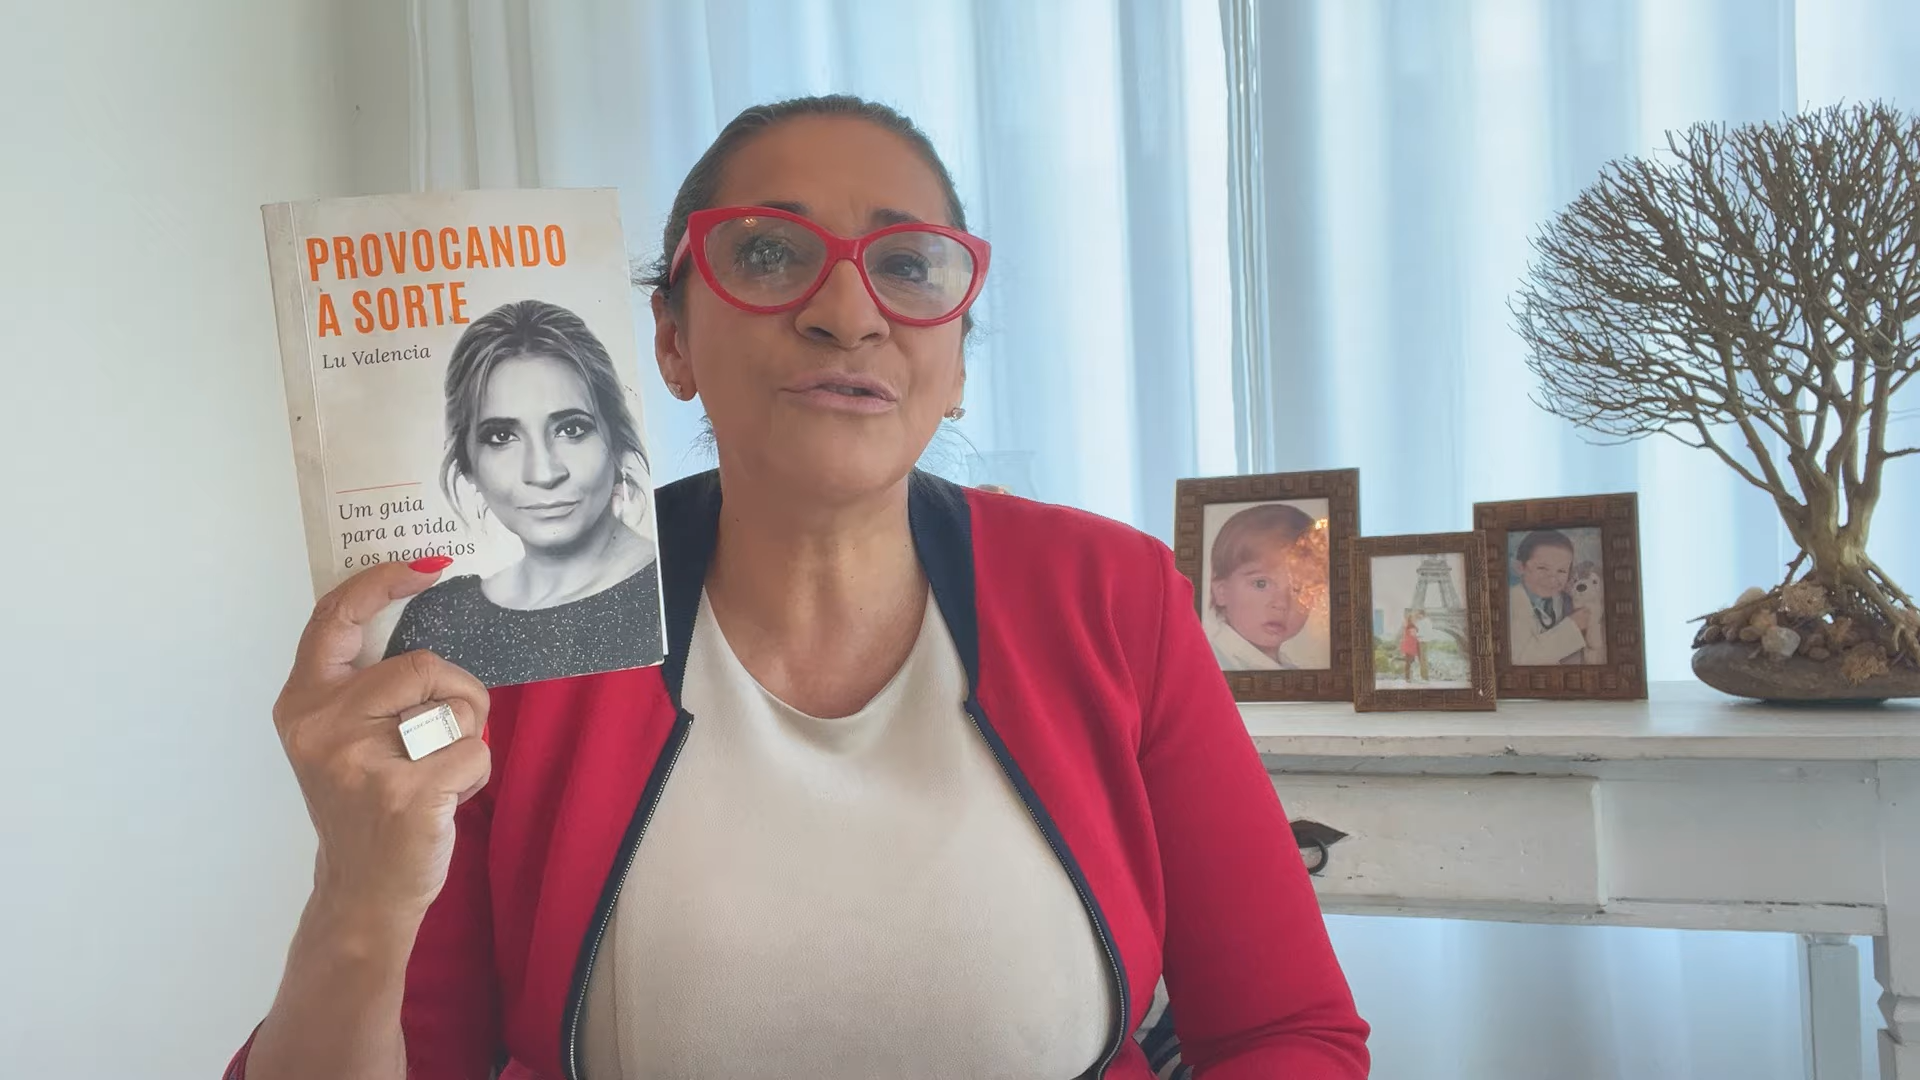 PROVOCANDO
A SORTE
Lu Valencia
Um guia
para a vida
e os negócios